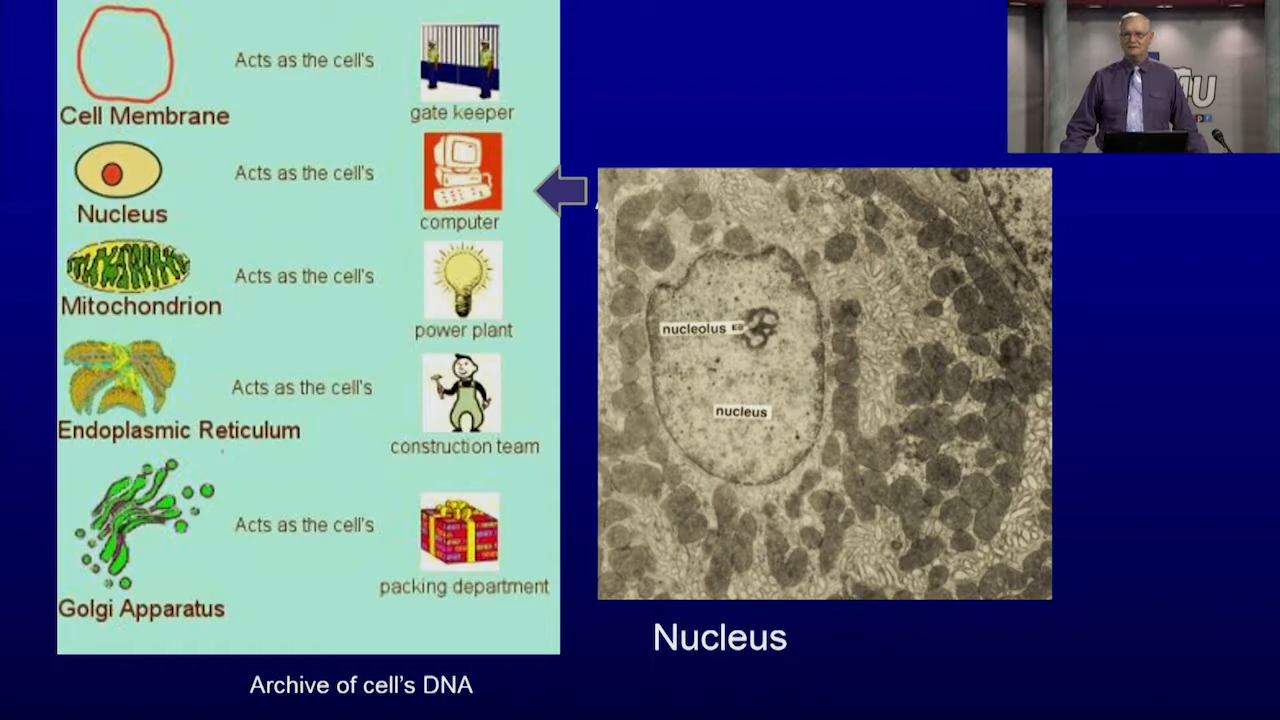 Acts as the cell's
Cell Membrane
gate keeper
Acts as the cell's
Nucleus
computer
Acts as the cell's
Mitochondrion
power plant
Acts as the cell's
Endoplasmic Reticulum
construction team
Acts as the cell's
packing department
Golgi Apparatus
Archive of cell's DNA
nucleolus
nucleus
Nucleus